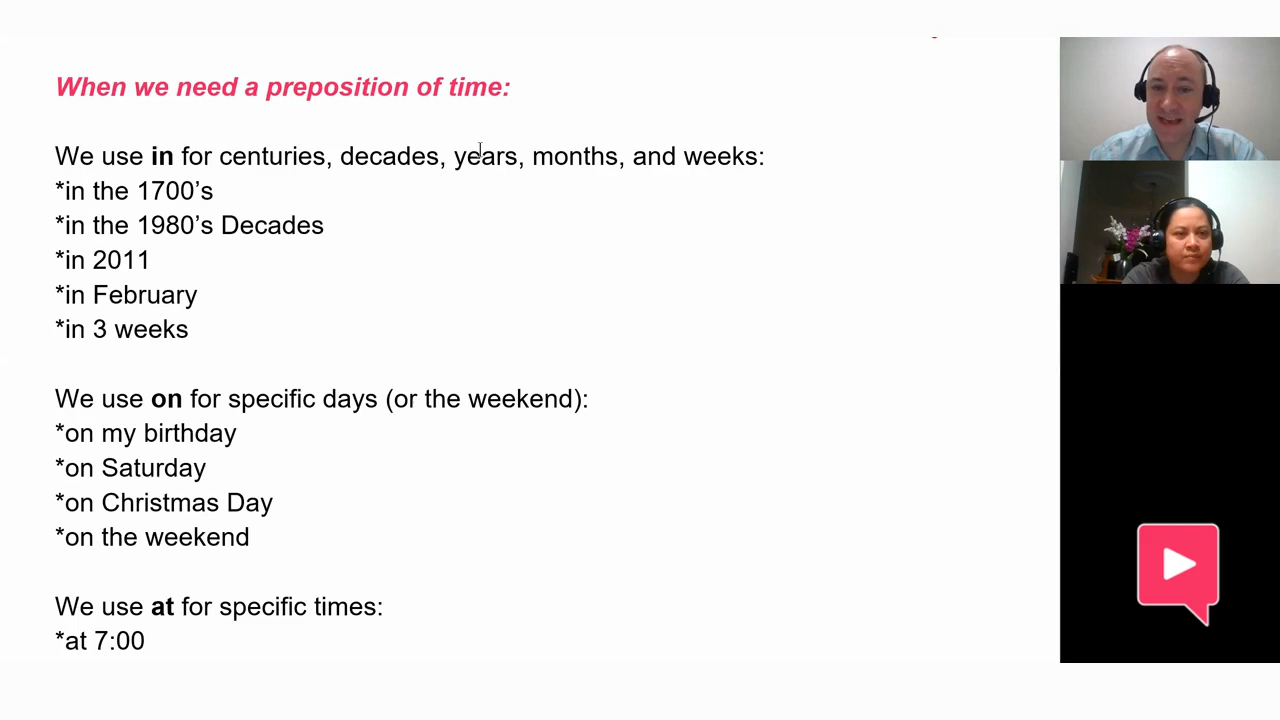 When we need a preposition of time:
We use in for centuries, decades, years, months, and weeks:
*in the 1700’s
*in the 1980’s Decades
*in 2011
*in February
*in 3 weeks
We use on for specific days (or the weekend):
*on my birthday
*on Saturday
*on Christmas Day
*on the weekend
We use at for specific times:
*at 7:00